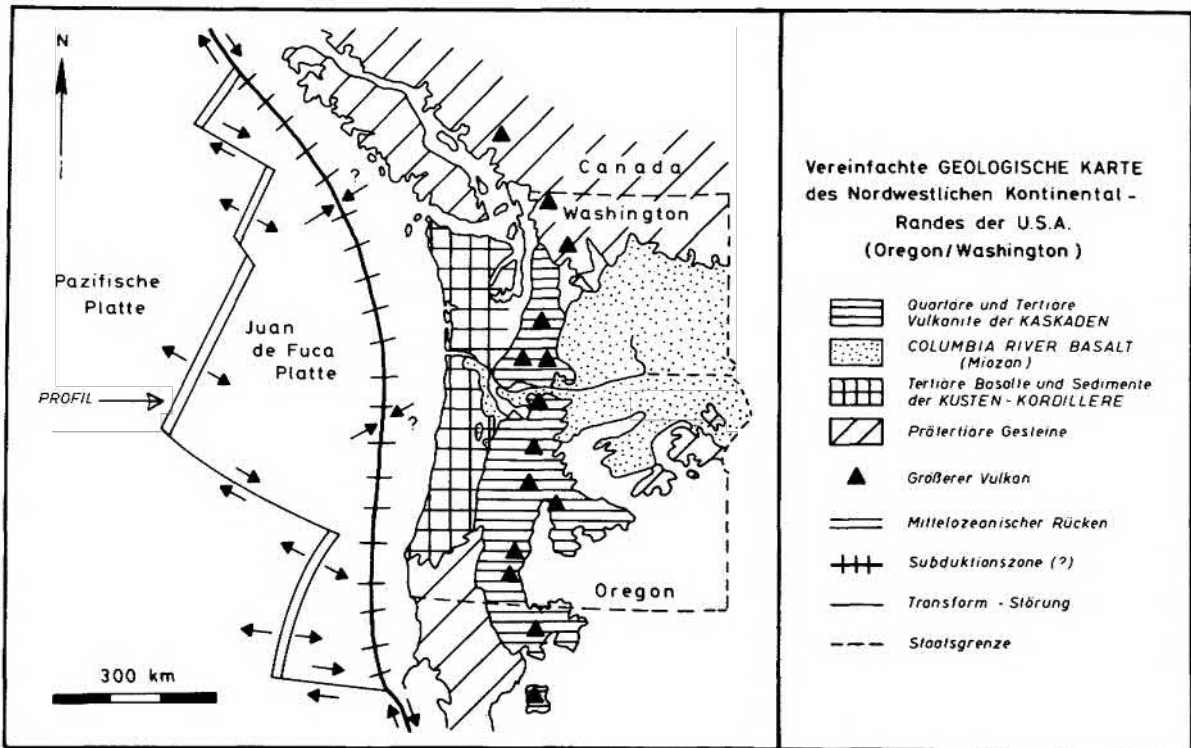 N
Canada
Washington
Pazifische
Platte
Juan
de Fuca
Platte
PROFIL
?
?
Oregon
300 km
Vereinfachte GEOLOGISCHE KARTE
des Nordwestlichen Kontinental -
Randes der U.S.A.
(Oregon/Washington)
Quartäre und Tertiäre
Vulkanite der KASKADEN
COLUMBIA RIVER BASALT
(Miozän)
Tertiäre Basalte und Sedimente
der KÜSTEN - KORDILLERE
Prätertiäre Gesteine
Größerer Vulkan
Mittelozeanischer Rücken
Subduktionszone (?)
Transform - Störung
Staatsgrenze